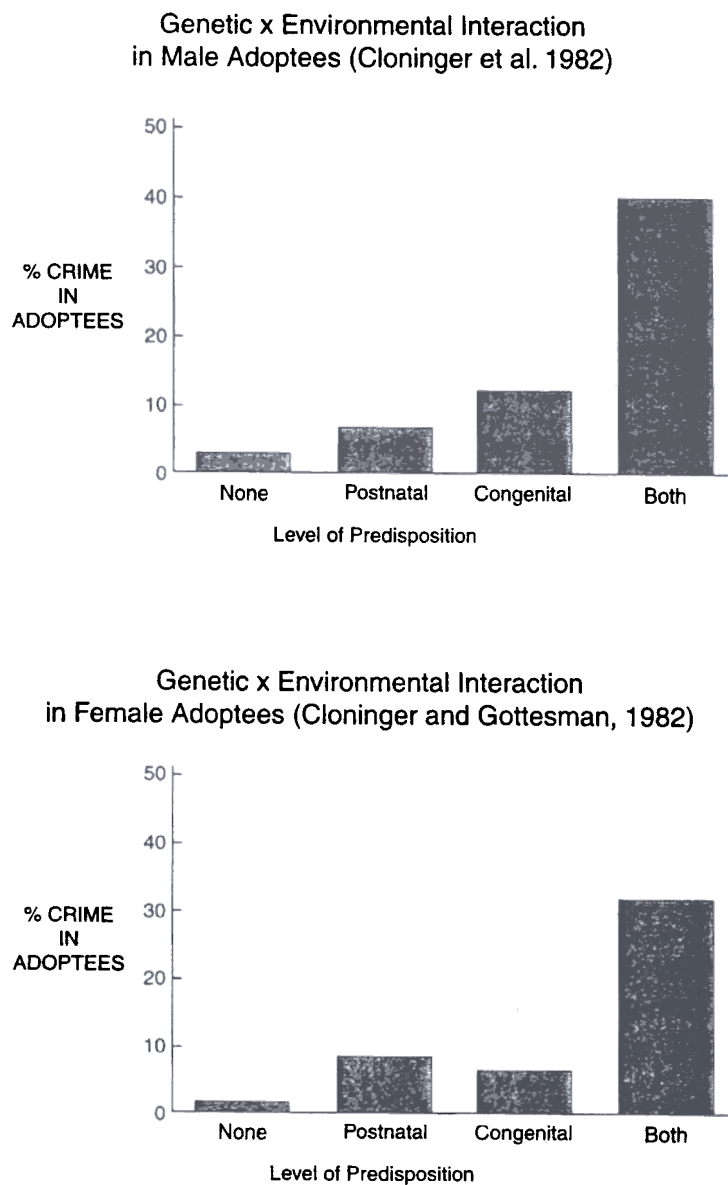 Genetic x Environmental Interaction
in Male Adoptees (Cloninger et al. 1982)
50
40
30
20
10
0
% CRIME
IN
ADOPTEES
None Postnatal Congenital Both
Level of Predisposition
Genetic x Environmental Interaction
in Female Adoptees (Cloninger and Gottesman, 1982)
50
40
30
20
10
0
% CRIME
IN
ADOPTEES
None Postnatal Congenital Both
Level of Predisposition